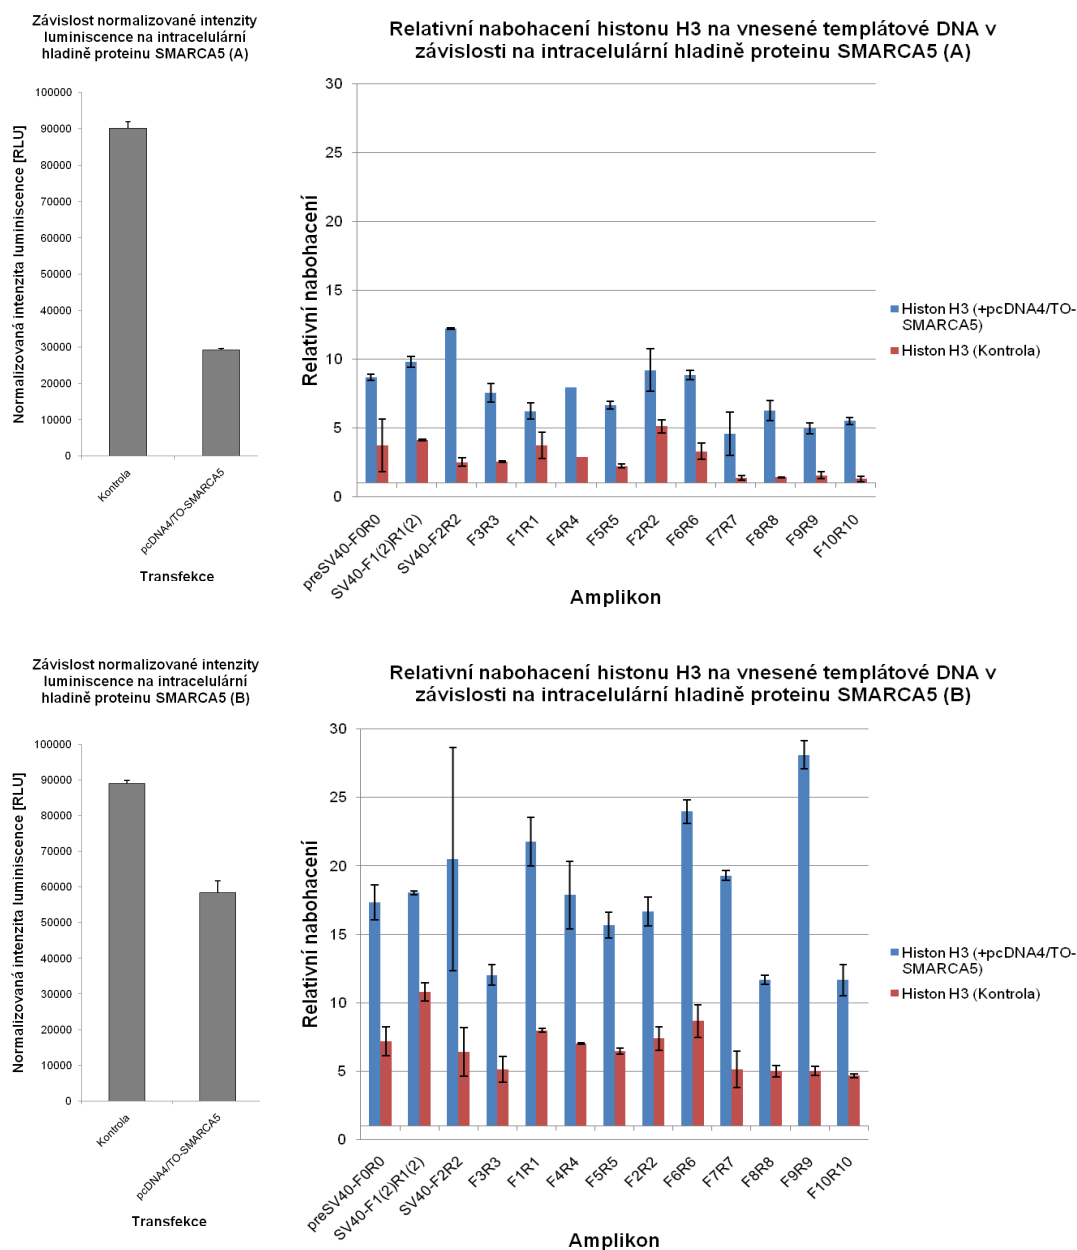 Závislost normalizované intenzity
luminiscence na intracelulární
hladině proteinu SMARCA5 (A)
Normalizovaná intenzita luminiscence [RLU]
100000
90000
80000
70000
60000
50000
40000
30000
20000
10000
0
Kontrola
pcDNA4/TO-SMARCA5
Transfekce
Relativní nabohacení histonu H3 na vnesené templátové DNA v
závislosti na intracelulární hladině proteinu SMARCA5 (A)
Relativní nabohacení
30
25
20
15
10
5
0
preSV40-F0R0
SV40-F1(2)R1(2)
SV40-F2R2
F3R3
F1R1
F4R4
F5R5
F2R2
F6R6
F7R7
F8R8
F9R9
F10R10
Amplikon
Histon H3 (+pcDNA4/TO-
SMARCA5)
Histon H3 (Kontrola)
Závislost normalizované intenzity
luminiscence na intracelulární
hladině proteinu SMARCA5 (B)
Normalizovaná intenzita luminiscence [RLU]
100000
90000
80000
70000
60000
50000
40000
30000
20000
10000
0
Kontrola
pcDNA4/TO-SMARCA5
Transfekce
Relativní nabohacení histonu H3 na vnesené templátové DNA v
závislosti na intracelulární hladině proteinu SMARCA5 (B)
Relativní nabohacení
30
25
20
15
10
5
0
preSV40-F0R0
SV40-F1(2)R1(2)
SV40-F2R2
F3R3
F1R1
F4R4
F5R5
F2R2
F6R6
F7R7
F8R8
F9R9
F10R10
Amplikon
Histon H3 (+pcDNA4/TO-
SMARCA5)
Histon H3 (Kontrola)